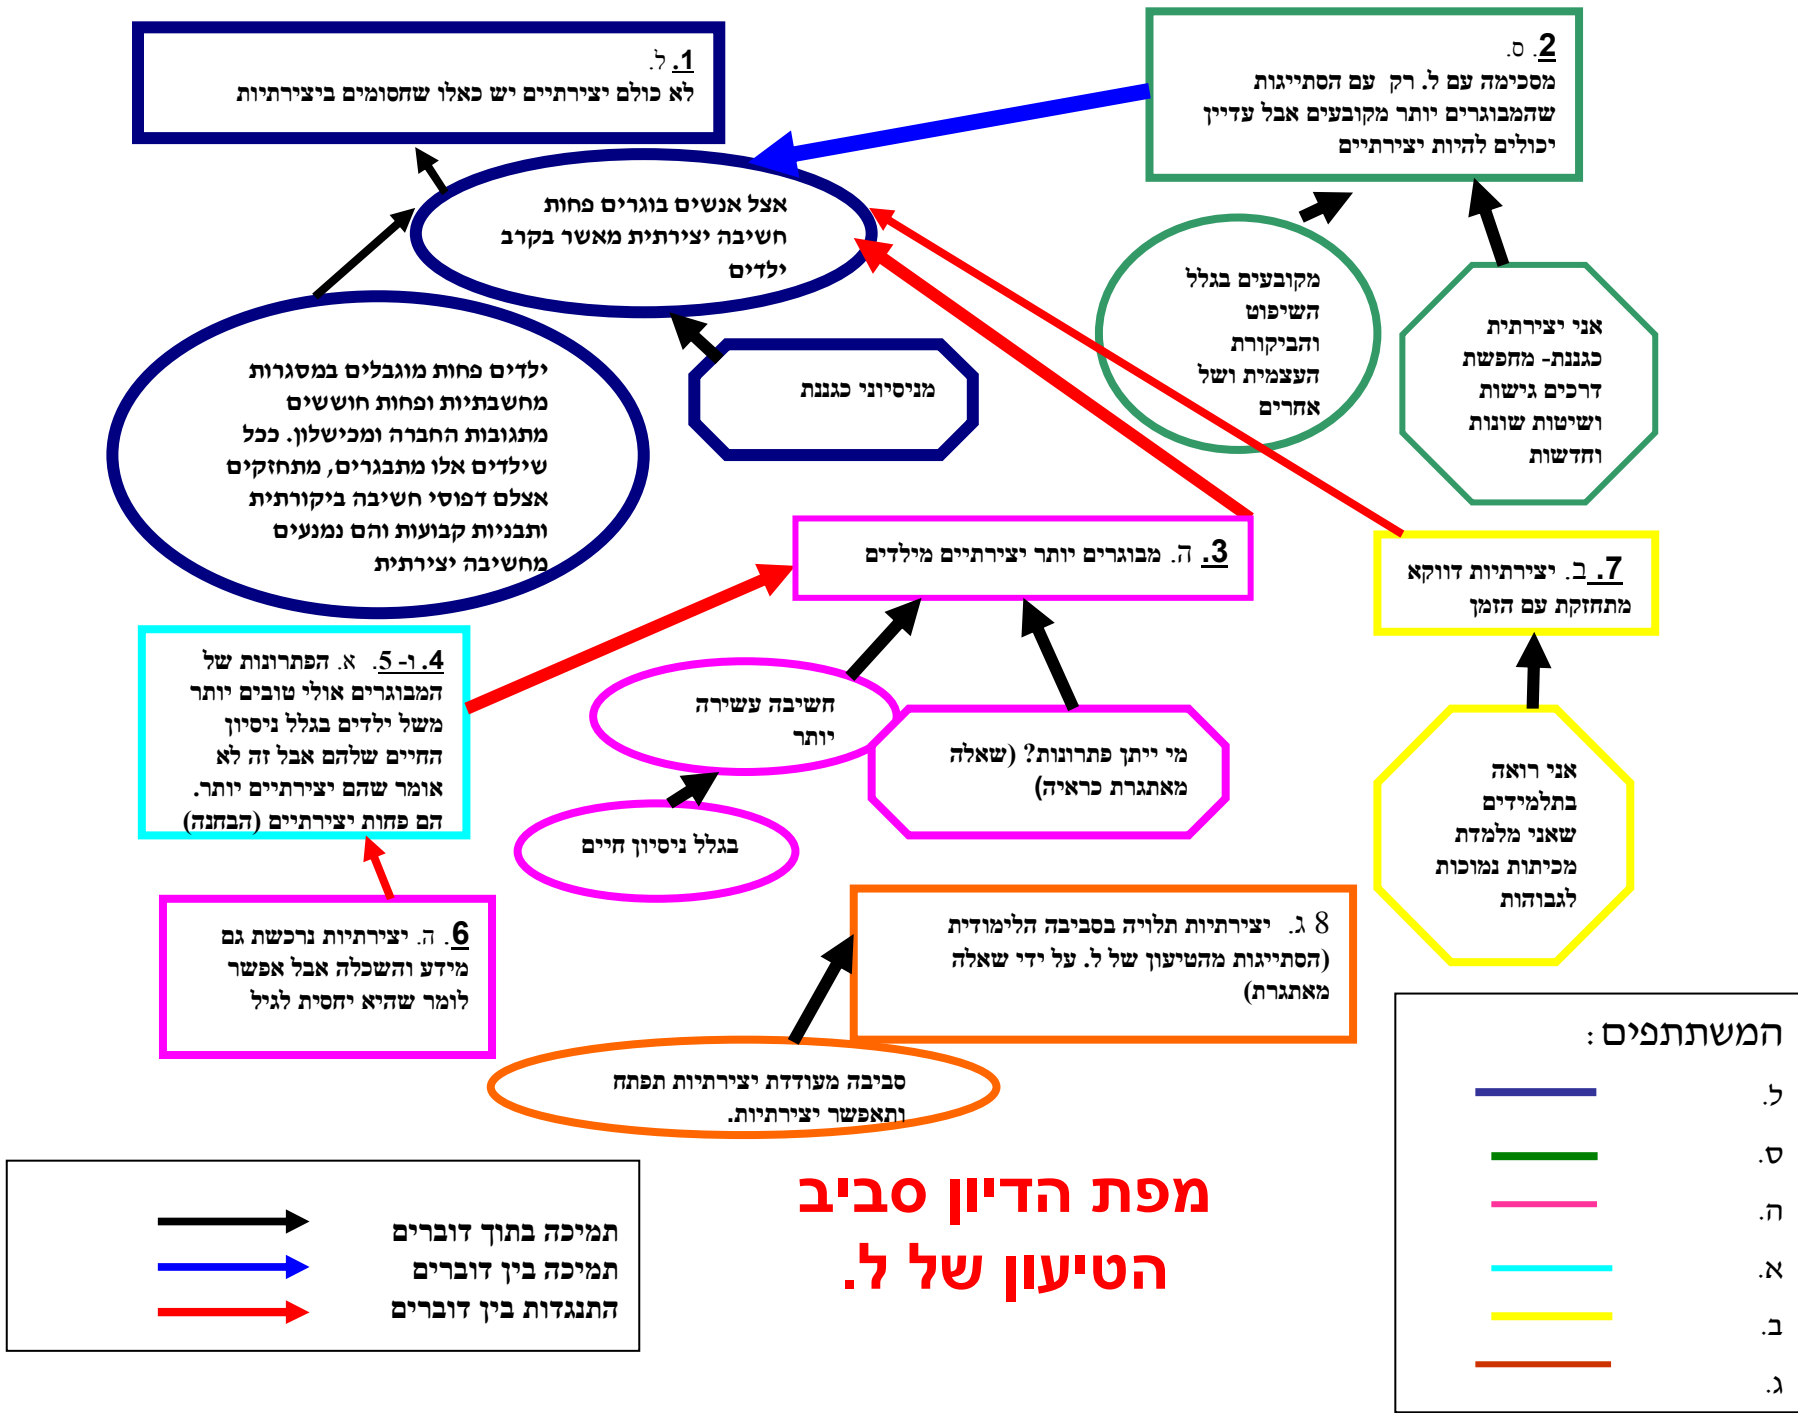 1. ל.
לא כולם יצירתיים יש כאלו שחסומים ביצירתיות
2. ס.
מסכימה עם ל. רק עם הסתייגות
שהמבוגרים יותר מקובעים אבל עדיין
יכולים להיות יצירתיים
אצל אנשים בוגרים פחות
חשיבה יצירתית מאשר בקרב
ילדים
מקובעים בגלל
השיפוט
והביקורת
העצמית ושל
אחרים
אני יצירתית
כגננת- מחפשת
דרכים גישות
ושיטות שונות
וחדשות
ילדים פחות מוגבלים במסגרות
מחשבתיות ופחות חוששים
מתגובות החברה ומכישלון. ככל
שילדים אלו מתבגרים, מתחזקים
אצלם דפוסי חשיבה ביקורתית
ותבניות קבועות והם נמנעים
מחשיבה יצירתית
מניסיוני כגננת
3. ה. מבוגרים יותר יצירתיים מילדים
7. ב. יצירתיות דווקא
מתחזקת עם הזמן
4. ו- 5. א. הפתרונות של
המבוגרים אולי טובים יותר
משל ילדים בגלל ניסיון
החיים שלהם אבל זה לא
אומר שהם יצירתיים יותר.
הם פחות יצירתיים (הבחנה)
חשיבה עשירה
יותר
מי ייתן פתרונות? (שאלה
מאתגרת כראיה)
בגלל ניסיון חיים
אני רואה
בתלמידים
שאני מלמדת
מכיתות נמוכות
לגבוהות
6. ה. יצירתיות נרכשת גם
מידע והשכלה אבל אפשר
לומר שהיא יחסית לגיל
8 ג. יצירתיות תלויה בסביבה הלימודית
(הסתייגות מהטיעון של ל. על ידי שאלה
מאתגרת)
סביבה מעודדת יצירתיות תפתח
ותאפשר יצירתיות.
המשתתפים:
ל.
ס.
ה.
א.
ב.
ג.
מפת הדיון סביב
הטיעון של ל.
תמיכה בתוך דוברים
תמיכה בין דוברים
התנגדות בין דוברים